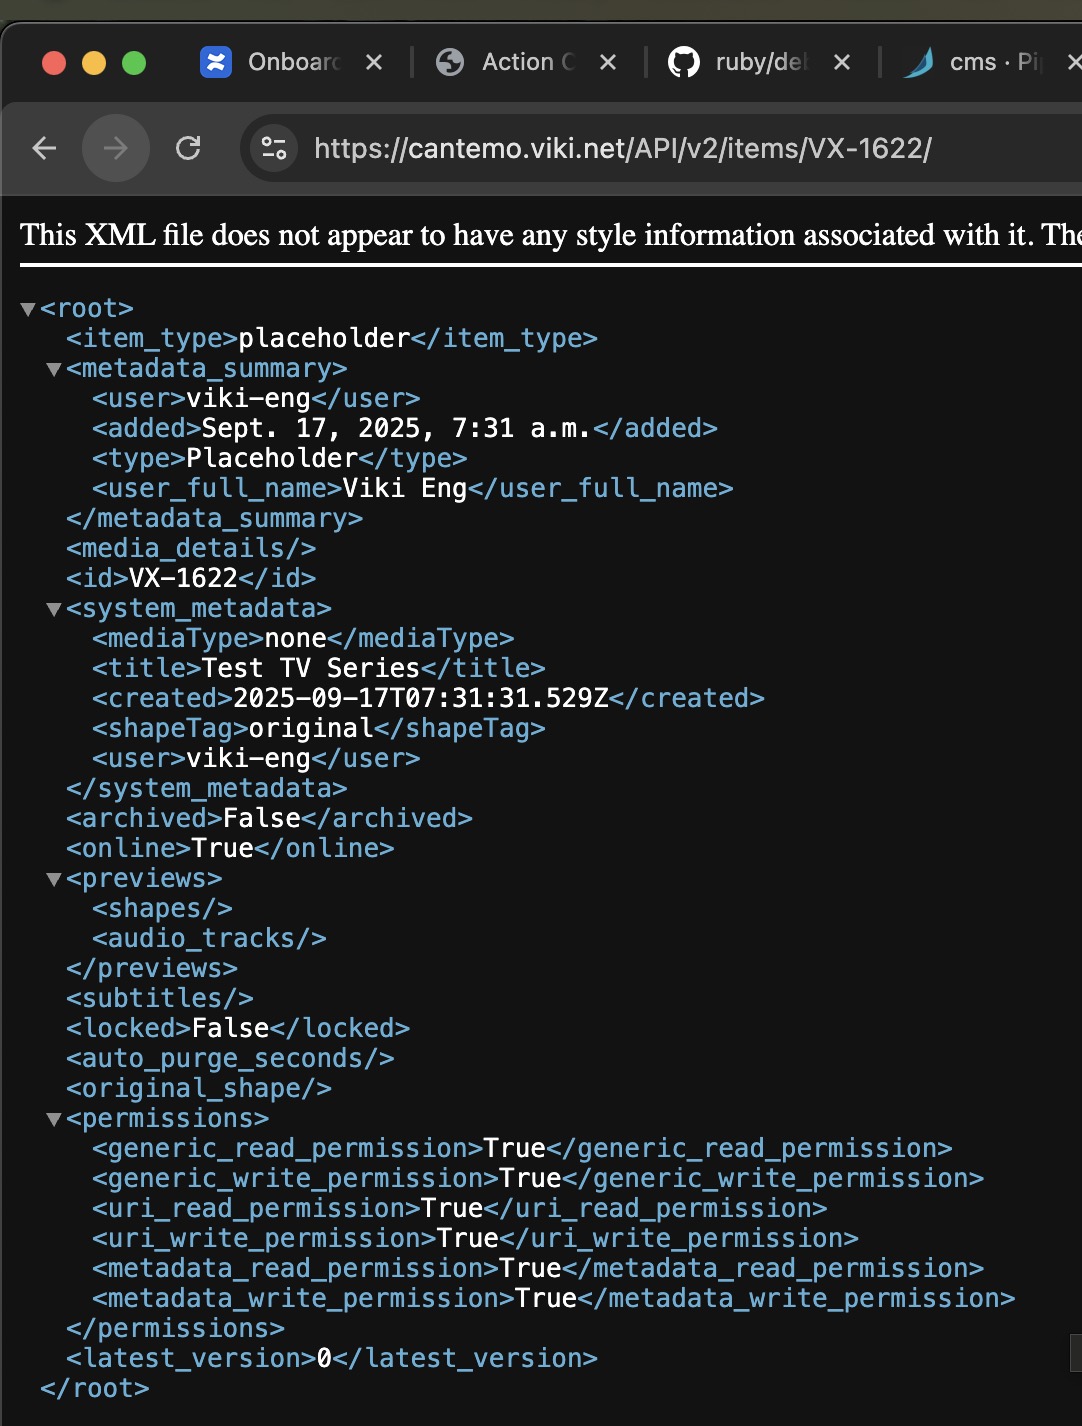 Onboard
Action C
ruby/deb
cms · Pip
https://cantemo.viki.net/API/v2/items/VX-1622/
This XML file does not appear to have any style information associated with it. The
<root>
<item_type>placeholder</item_type>
<metadata_summary>
<user>viki-eng</user>
<added>Sept. 17, 2025, 7:31 a.m.</added>
<type>Placeholder</type>
<user_full_name>Viki Eng</user_full_name>
</metadata_summary>
<media_details/>
<id>VX-1622</id>
<system_metadata>
<mediaType>none</mediaType>
<title>Test TV Series</title>
<created>2025-09-17T07:31:31.529Z</created>
<shapeTag>original</shapeTag>
<user>viki-eng</user>
</system_metadata>
<archived>False</archived>
<online>True</online>
<previews>
<shapes/>
<audio_tracks/>
</previews>
<subtitles/>
<locked>False</locked>
<auto_purge_seconds/>
<original_shape/>
<permissions>
<generic_read_permission>True</generic_read_permission>
<generic_write_permission>True</generic_write_permission>
<uri_read_permission>True</uri_read_permission>
<uri_write_permission>True</uri_write_permission>
<metadata_read_permission>True</metadata_read_permission>
<metadata_write_permission>True</metadata_write_permission>
</permissions>
<latest_version>0</latest_version>
</root>